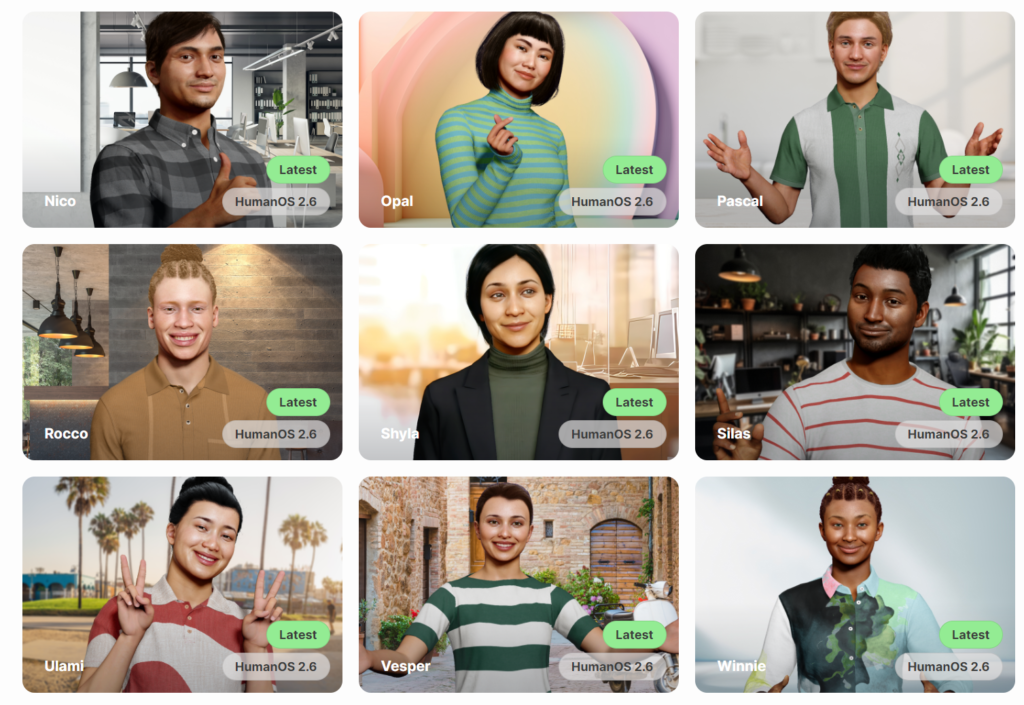 Latest
Nico
HumanOS 2.6
Latest
Opal
HumanOS 2.6
Latest
Pascal
HumanOS 2.6
Latest
Rocco
HumanOS 2.6
Latest
Shyla
HumanOS 2.6
Latest
Silas
HumanOS 2.6
Latest
Ulami
HumanOS 2.6
Latest
Vesper
HumanOS 2.6
Latest
Winnie
HumanOS 2.6